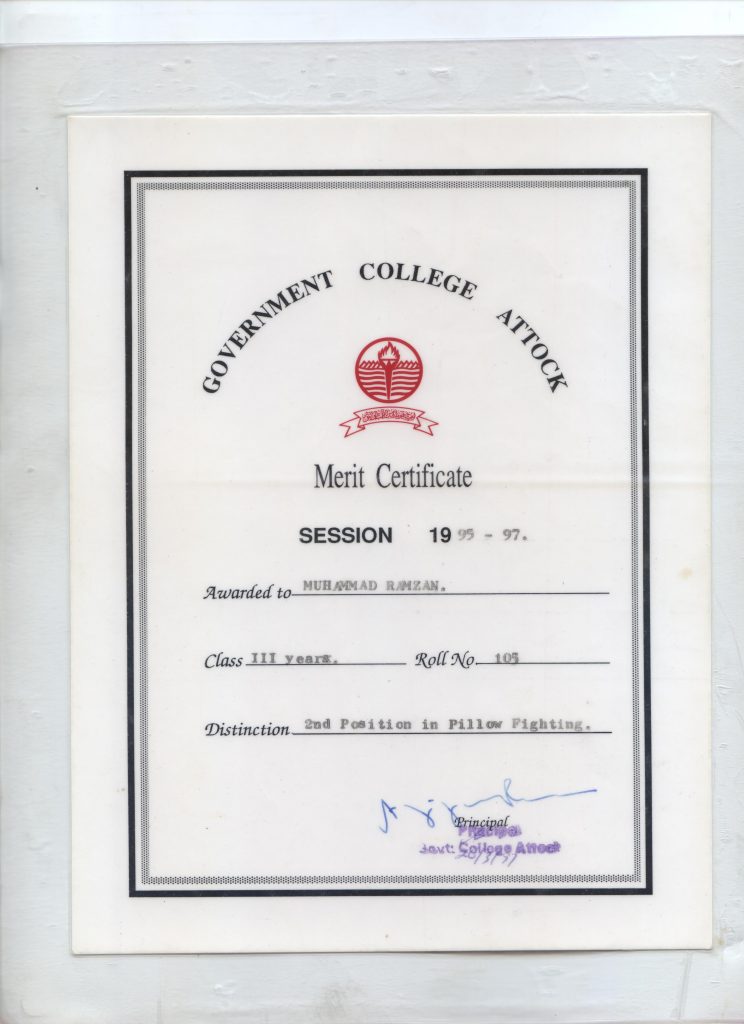 GOVERNMENT COLLEGE ATTOCK
Merit Certificate
SESSION 1995 - 97.
Awarded to MUHAMMAD RAMZAN.
Class III years. Roll No. 105
Distinction 2nd Position in Pillow Fighting.
Principal
Principal
Govt: College Attock